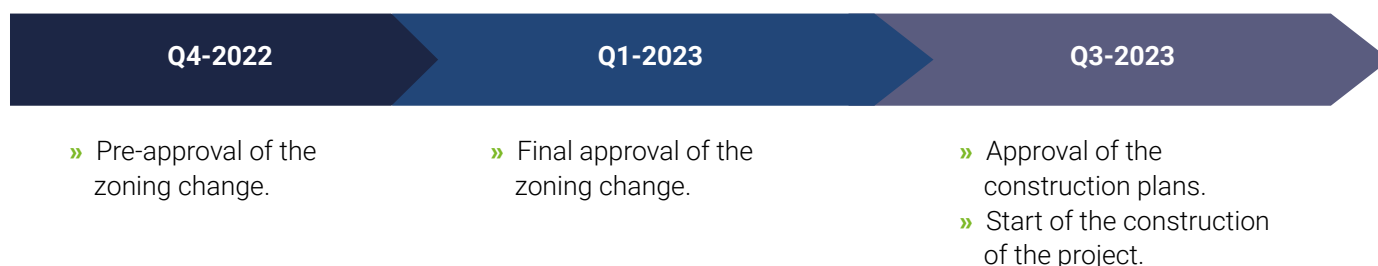 Q4-2022
Q1-2023
Q3-2023
» Pre-approval of the
zoning change.
» Final approval of the
zoning change.
» Approval of the
construction plans.
» Start of the construction
of the project.